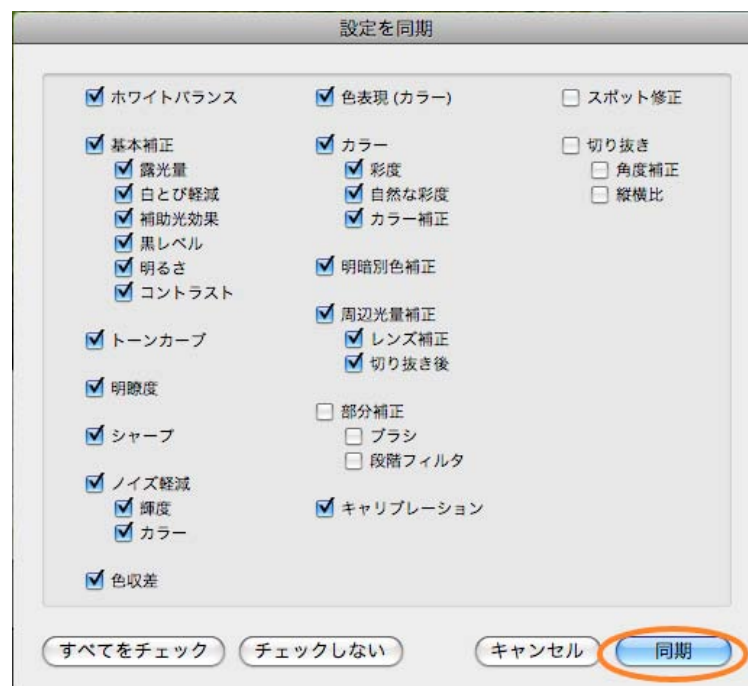 設定を同期
ホワイトバランス
基本補正
露光量
白とび軽減
補助光効果
黒レベル
明るさ
コントラスト
トーンカーブ
明瞭度
シャープ
ノイズ軽減
輝度
カラー
色収差
色表現 (カラー)
カラー
彩度
自然な彩度
カラー補正
明暗別色補正
周辺光量補正
レンズ補正
切り抜き後
部分補正
ブラシ
段階フィルタ
キャリブレーション
スポット修正
切り抜き
角度補正
縦横比
すべてをチェック
チェックしない
キャンセル
同期